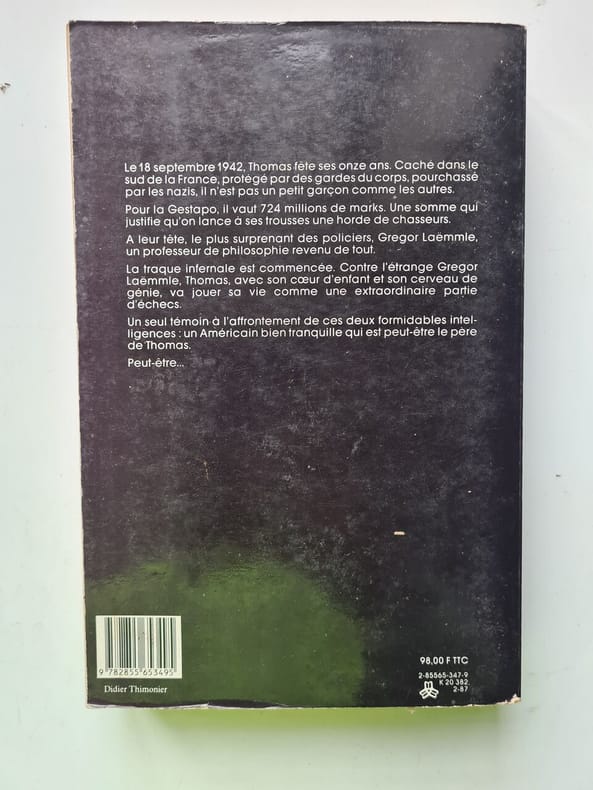 Le 18 septembre 1942, Thomas fête ses onze ans. Caché dans le
sud de la France, protégé par des gardes du corps, pourchassé
par les nazis, il n'est pas un petit garçon comme les autres.
Pour la Gestapo, il vaut 724 millions de marks. Une somme qui
justifie qu'on lance à ses trousses une horde de chasseurs.
A leur tête, le plus surprenant des policiers, Gregor Laëmmle,
un professeur de philosophie revenu de tout.
La traque infernale est commencée. Contre l'étrange Gregor
Laëmmle, Thomas, avec son cœur d'enfant et son cerveau de
génie, va jouer sa vie comme une extraordinaire partie
d'échecs.
Un seul témoin à l'affrontement de ces deux formidables intel-
ligences : un Américain bien tranquille qui est peut-être le père
de Thomas.
Peut-être...
9 782855 653495
Didier Thimonier
98,00 F TTC
2-85565-347-9
K 20 382
2-87